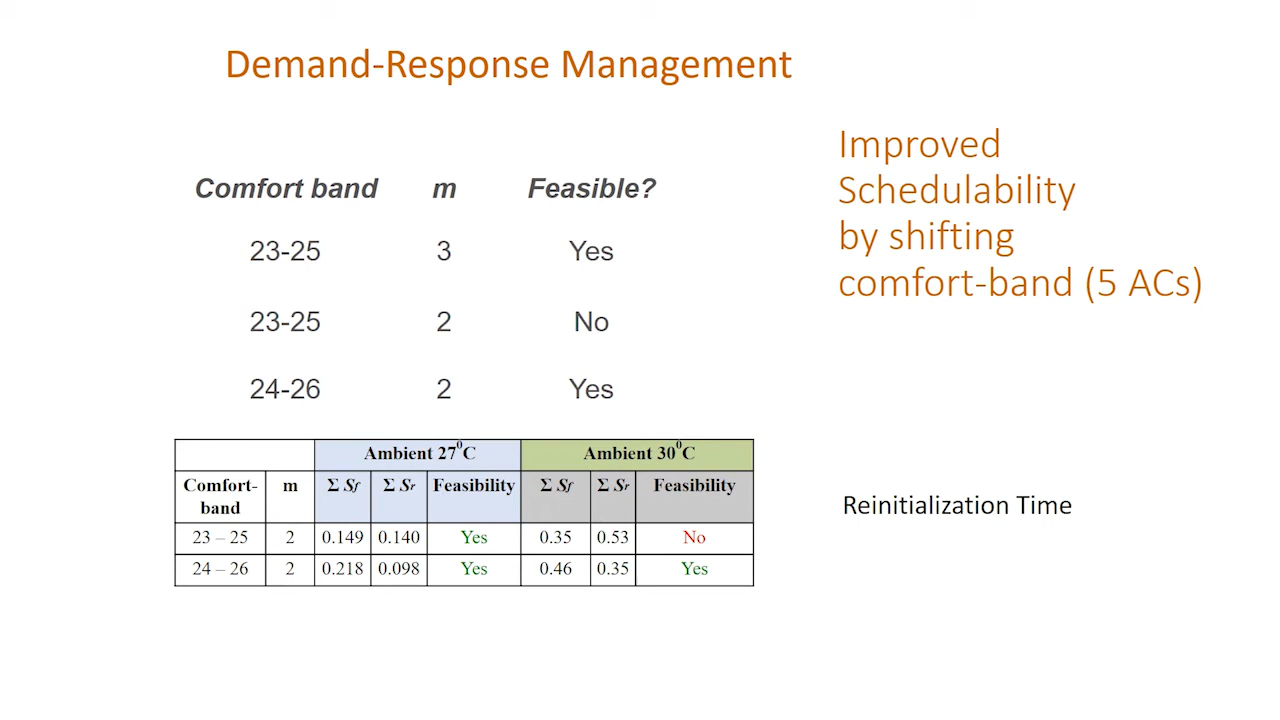 Demand-Response Management
Improved
Schedulability
by shifting
comfort-band (5 ACs)
Comfort band m Feasible?
23-25 3 Yes
23-25 2 No
24-26 2 Yes
Ambient 27⁰C Ambient 30⁰C
Comfort-band m Σ Sf Σ Sr Feasibility Σ Sf Σ Sr Feasibility
23 – 25 2 0.149 0.140 Yes 0.35 0.53 No
24 – 26 2 0.218 0.098 Yes 0.46 0.35 Yes
Reinitialization Time